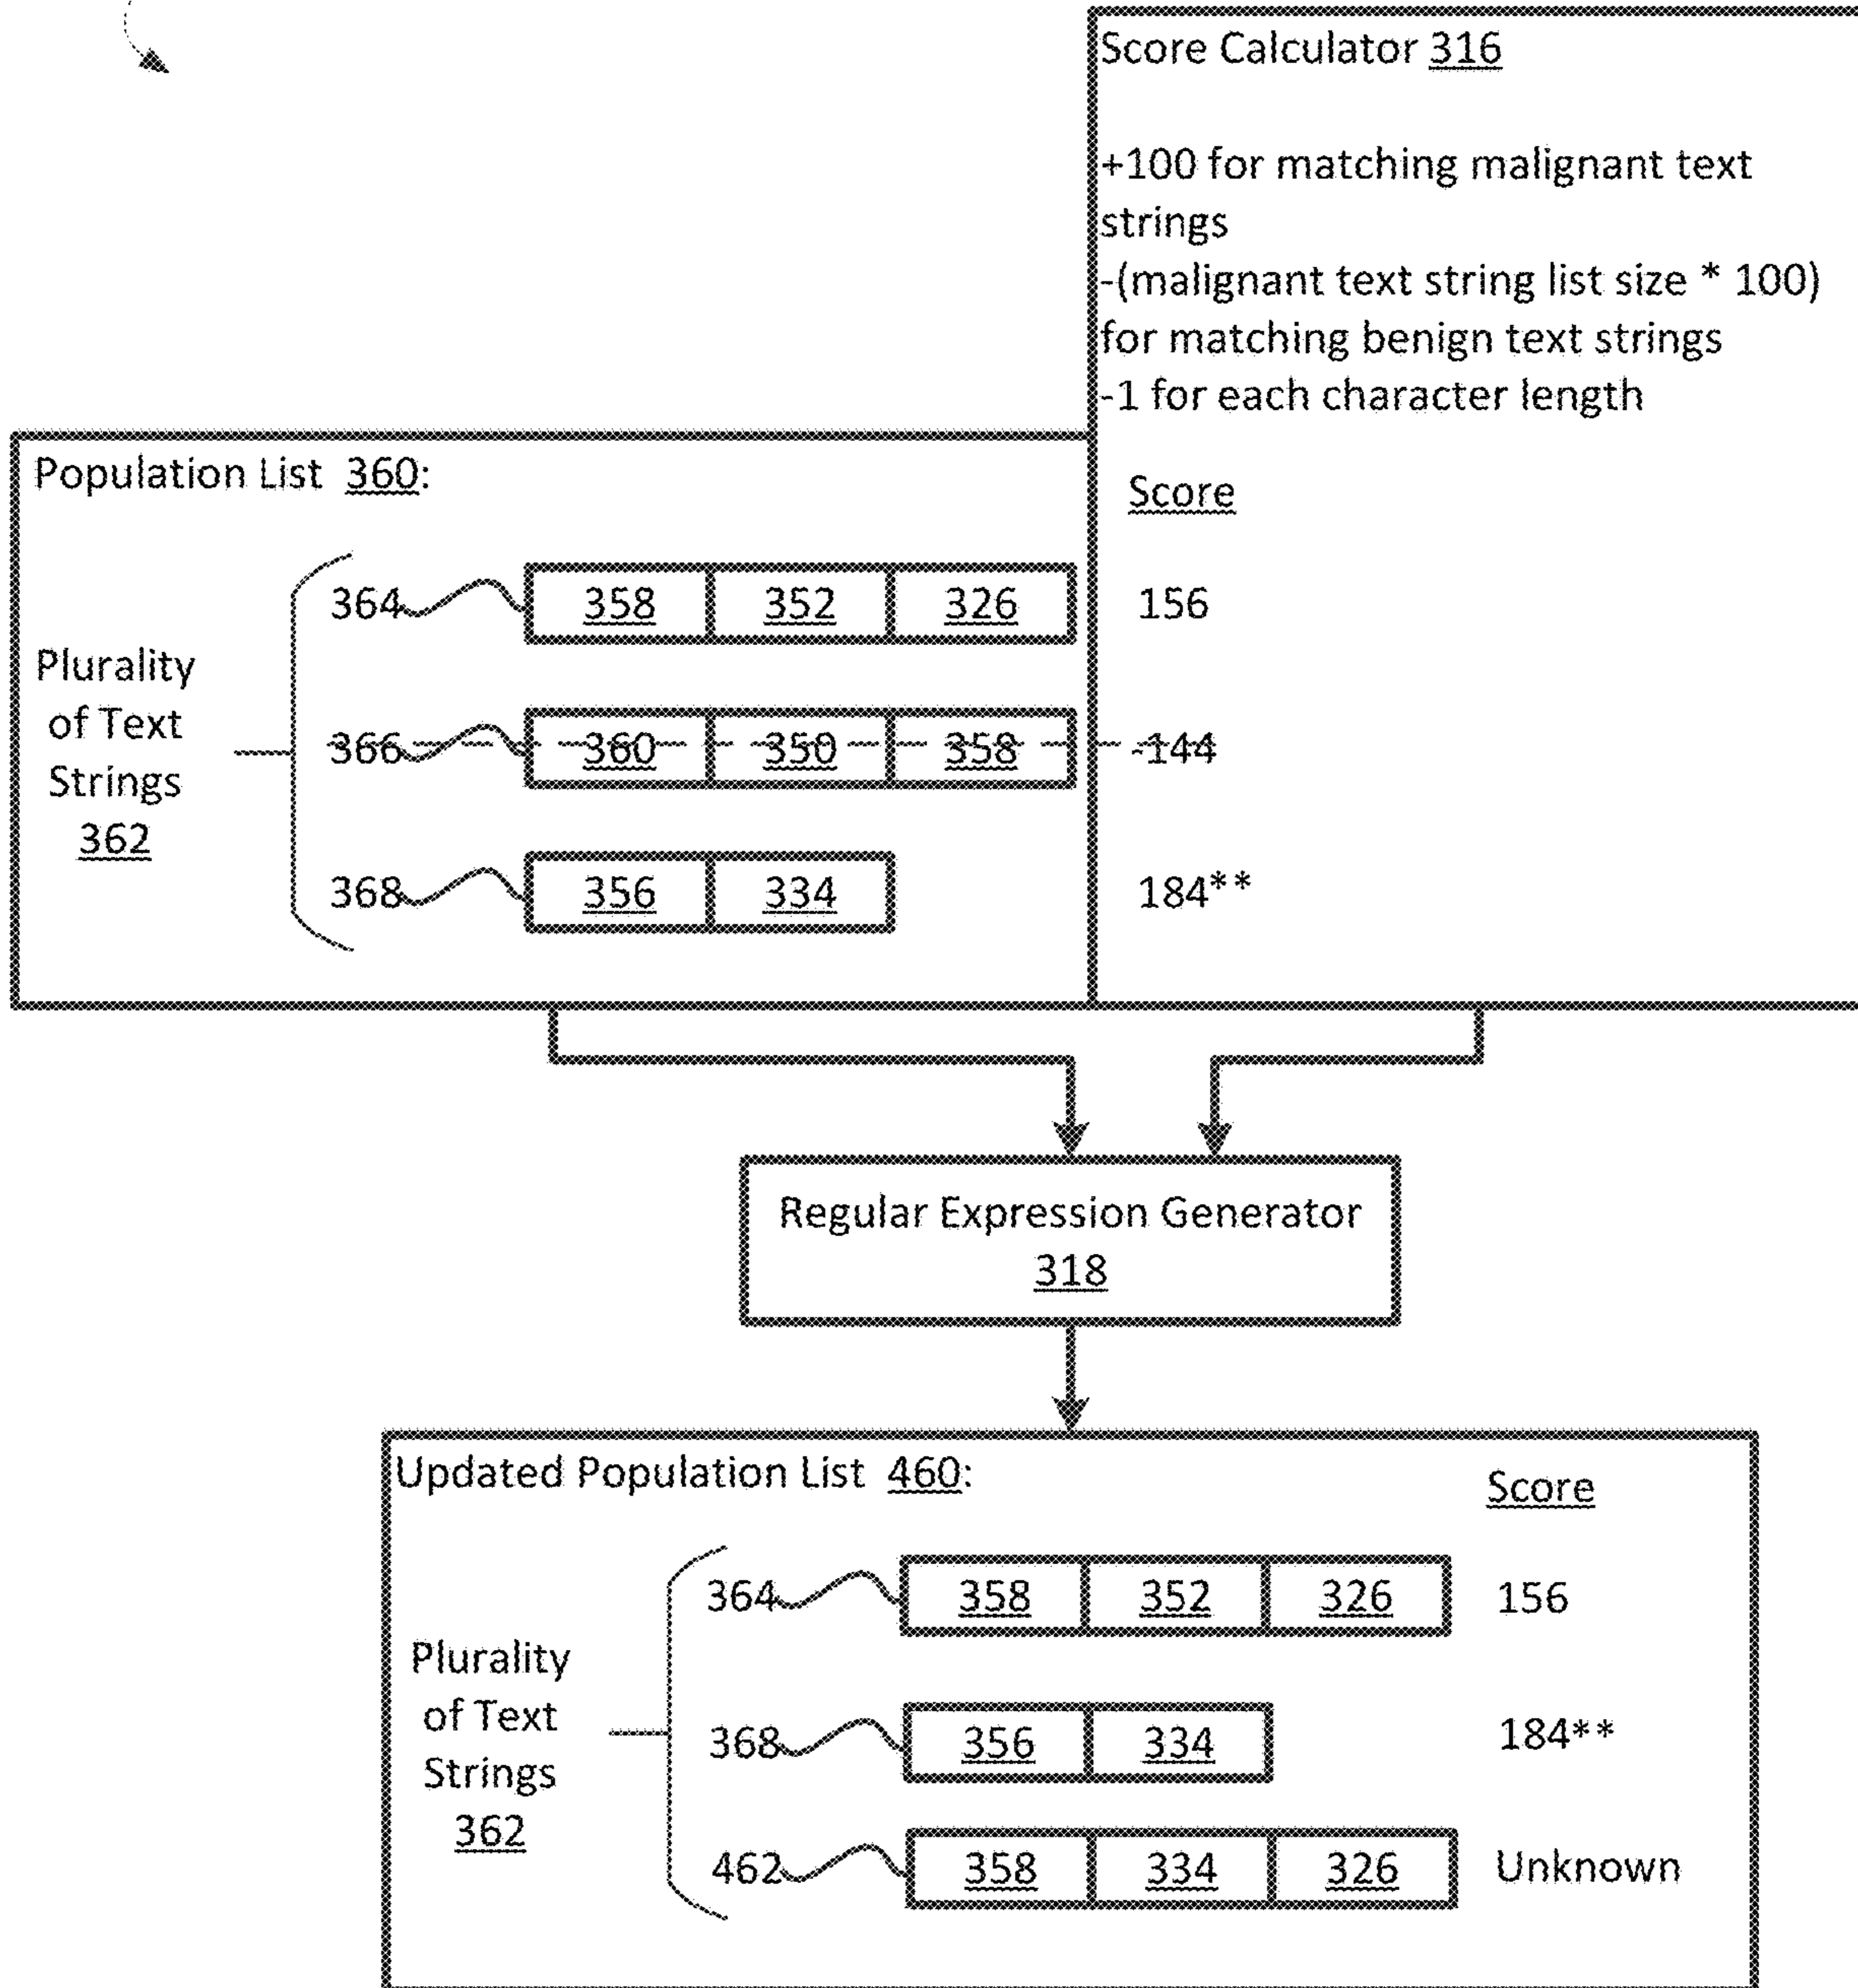 Score Calculator 316
+100 for matching malignant text
strings
-(malignant text string list size * 100)
for matching benign text strings
-1 for each character length
Population List 360:
Score
364 358 352 326 156
Plurality
of Text
Strings
362
366 360 350 358 -144
368 356 334 184**
Regular Expression Generator
318
Updated Population List 460:
Score
364 358 352 326 156
Plurality
of Text
Strings
362
368 356 334 184**
462 358 334 326 Unknown